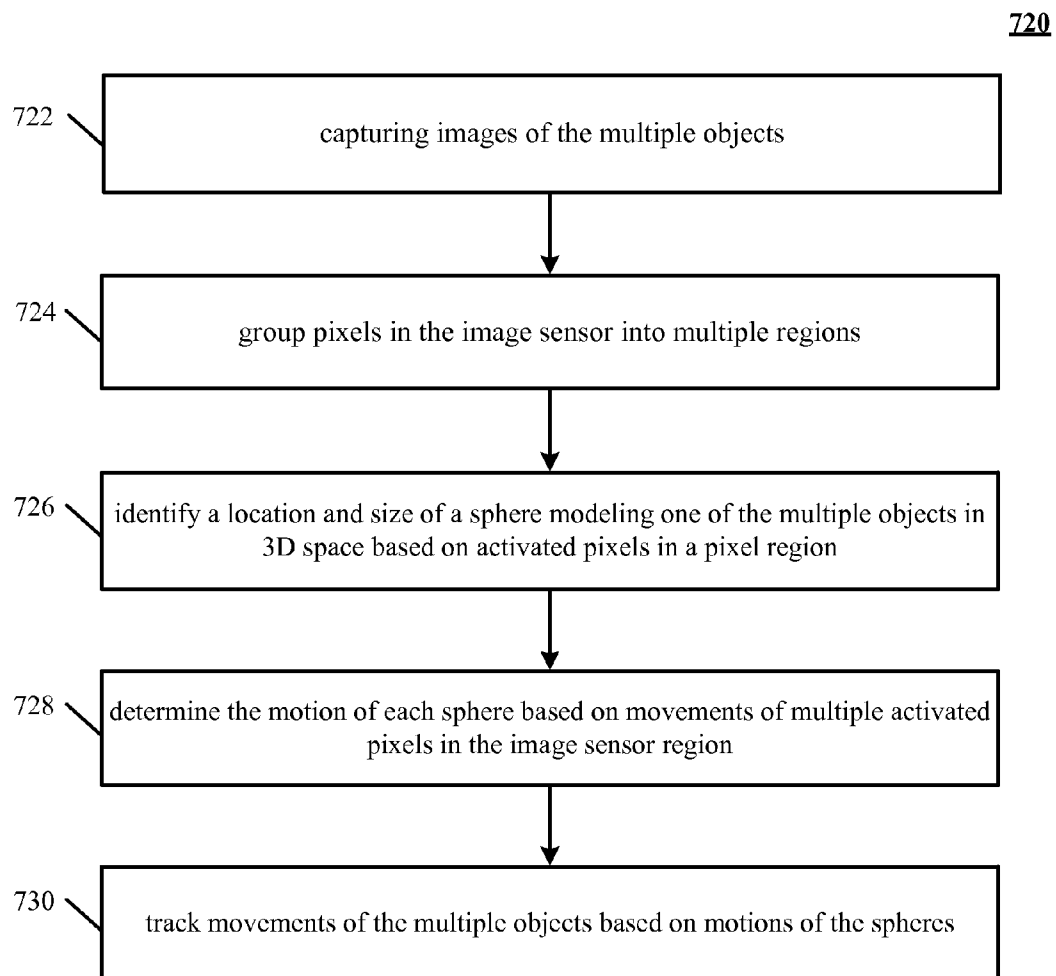 720
722
capturing images of the multiple objects
724
group pixels in the image sensor into multiple regions
726
identify a location and size of a sphere modeling one of the multiple objects in
3D space based on activated pixels in a pixel region
728
determine the motion of each sphere based on movements of multiple activated
pixels in the image sensor region
730
track movements of the multiple objects based on motions of the spheres